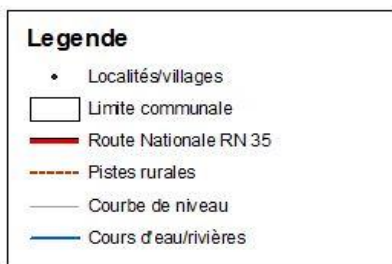 Legende
Localités/villages
Limite communale
Route Nationale RN 35
Pistes rurales
Courbe de niveau
Cours d'eau/rivières